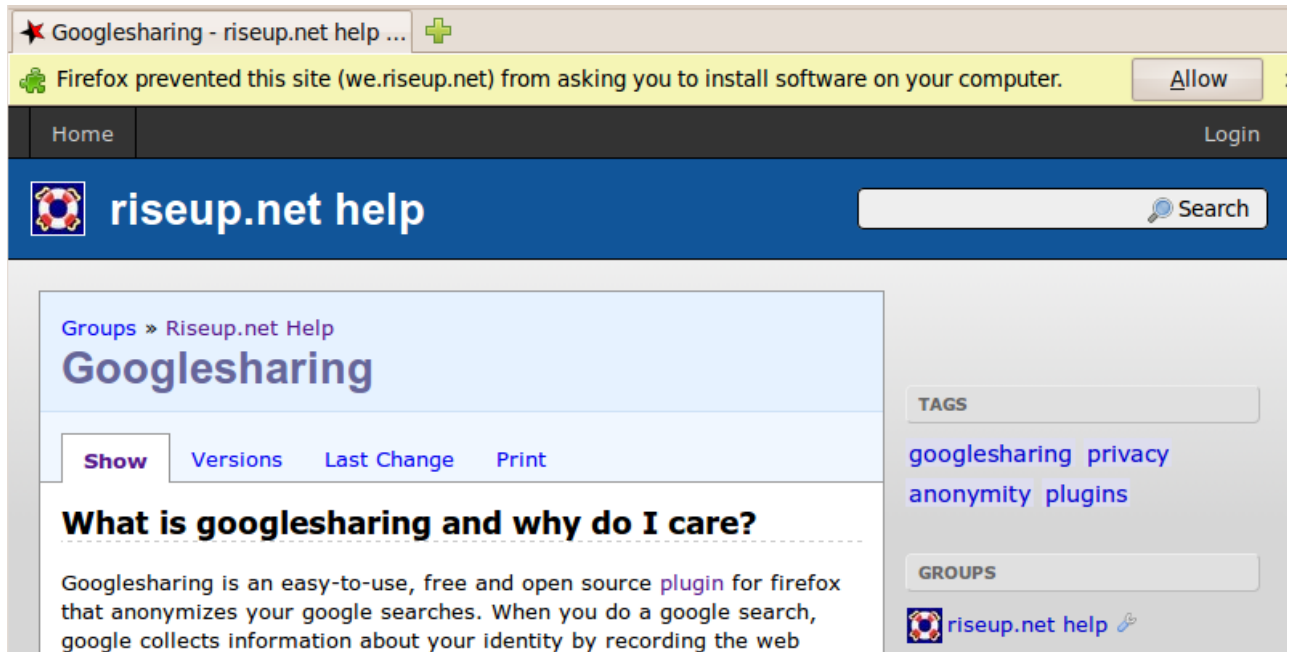 Googlesharing - riseup.net help ...
Firefox prevented this site (we.riseup.net) from asking you to install software on your computer.
Allow
Home
Login
riseup.net help
Search
Groups » Riseup.net Help
Googlesharing
Show Versions Last Change Print
What is googlesharing and why do I care?
Googlesharing is an easy-to-use, free and open source plugin for firefox
that anonymizes your google searches. When you do a google search,
google collects information about your identity by recording the web
TAGS
googlesharing privacy
anonymity plugins
GROUPS
riseup.net help